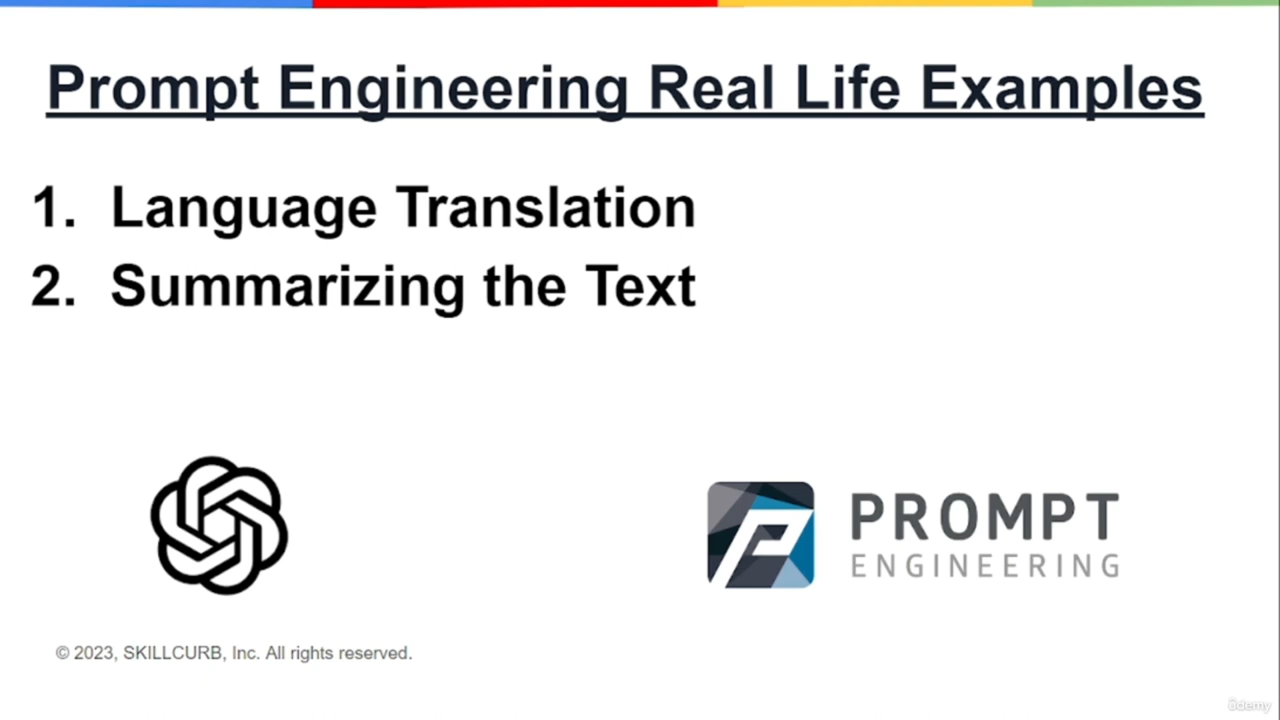 Prompt Engineering Real Life Examples
1. Language Translation
2. Summarizing the Text
PROMPT
ENGINEERING
© 2023, SKILLCURB, Inc. All rights reserved.
ûdemy